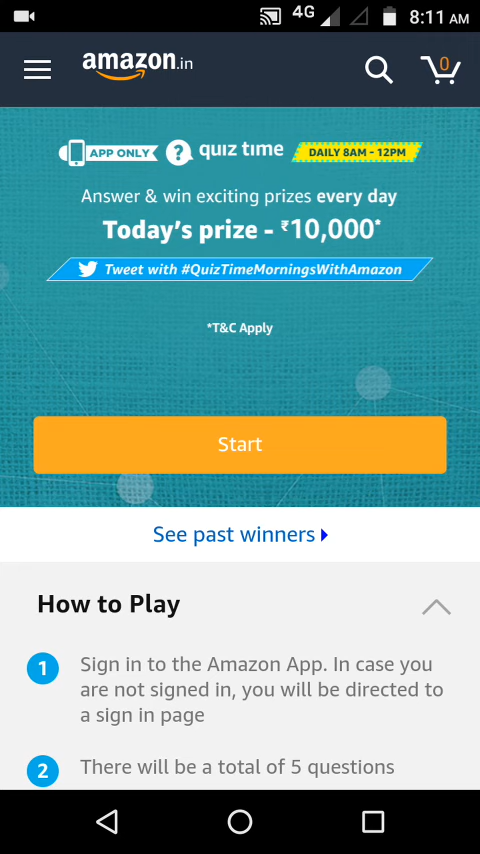 4G 8:11 AM
amazon.in
0
APP ONLY ? quiz time DAILY 8AM - 12PM
Answer & win exciting prizes every day
Today's prize - ₹10,000*
Tweet with #QuizTimeMorningsWithAmazon
*T&C Apply
Start
See past winners
How to Play
1 Sign in to the Amazon App. In case you
are not signed in, you will be directed to
a sign in page
2 There will be a total of 5 questions